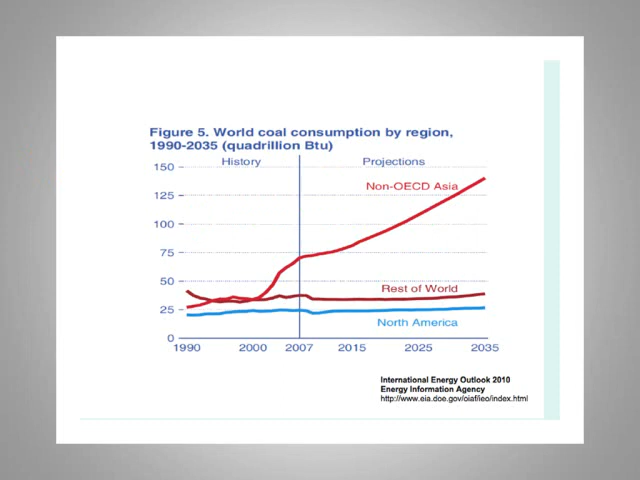 Figure 5. World coal consumption by region,
1990-2035 (quadrillion Btu)
History Projections
150
Non-OECD Asia
125
100
75
50
Rest of World
25
North America
0
1990 2000 2007 2015 2025 2035
International Energy Outlook 2010
Energy Information Agency
http://www.eia.doe.gov/oiaf/ieo/index.html